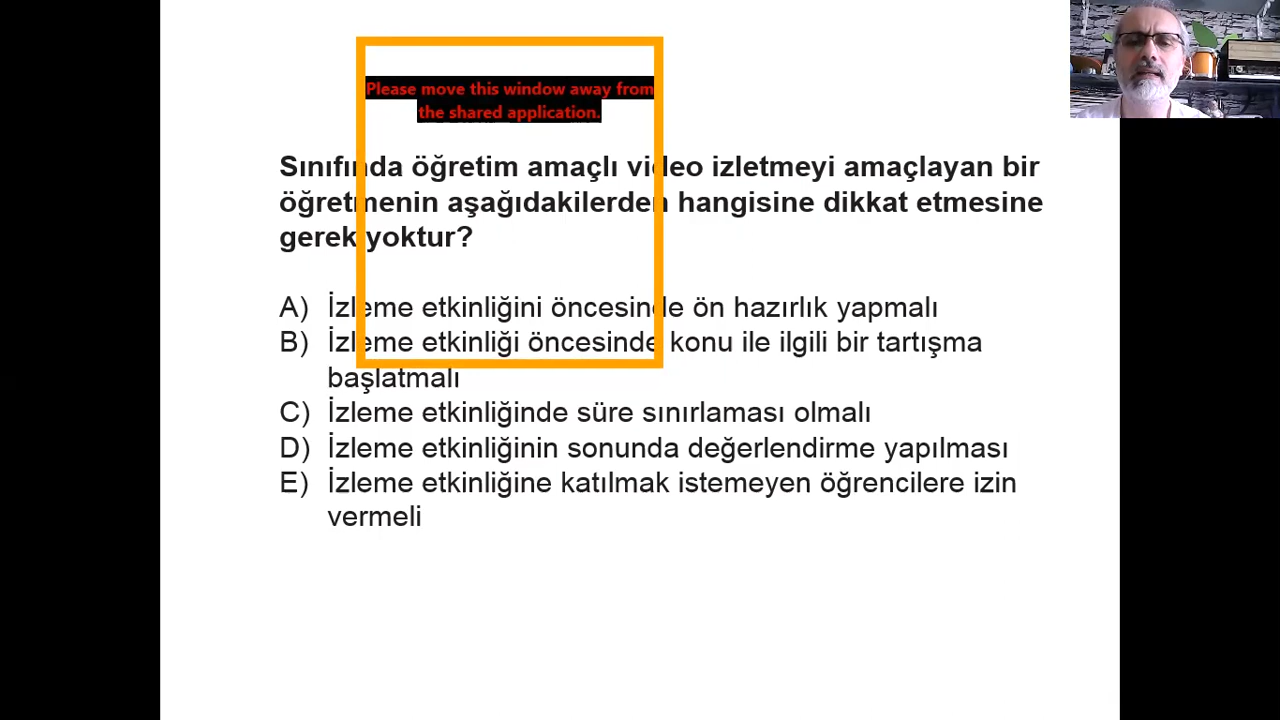 Please move this window away from
the shared application.
Sınıfında öğretim amaçlı video izletmeyi amaçlayan bir
öğretmenin aşağıdakilerden hangisine dikkat etmesine
gerek yoktur?
A) İzleme etkinliğini öncesinde ön hazırlık yapmalı
B) İzleme etkinliği öncesinde konu ile ilgili bir tartışma
başlatmalı
C) İzleme etkinliğinde süre sınırlaması olmalı
D) İzleme etkinliğinin sonunda değerlendirme yapılması
E) İzleme etkinliğine katılmak istemeyen öğrencilere izin
vermeli